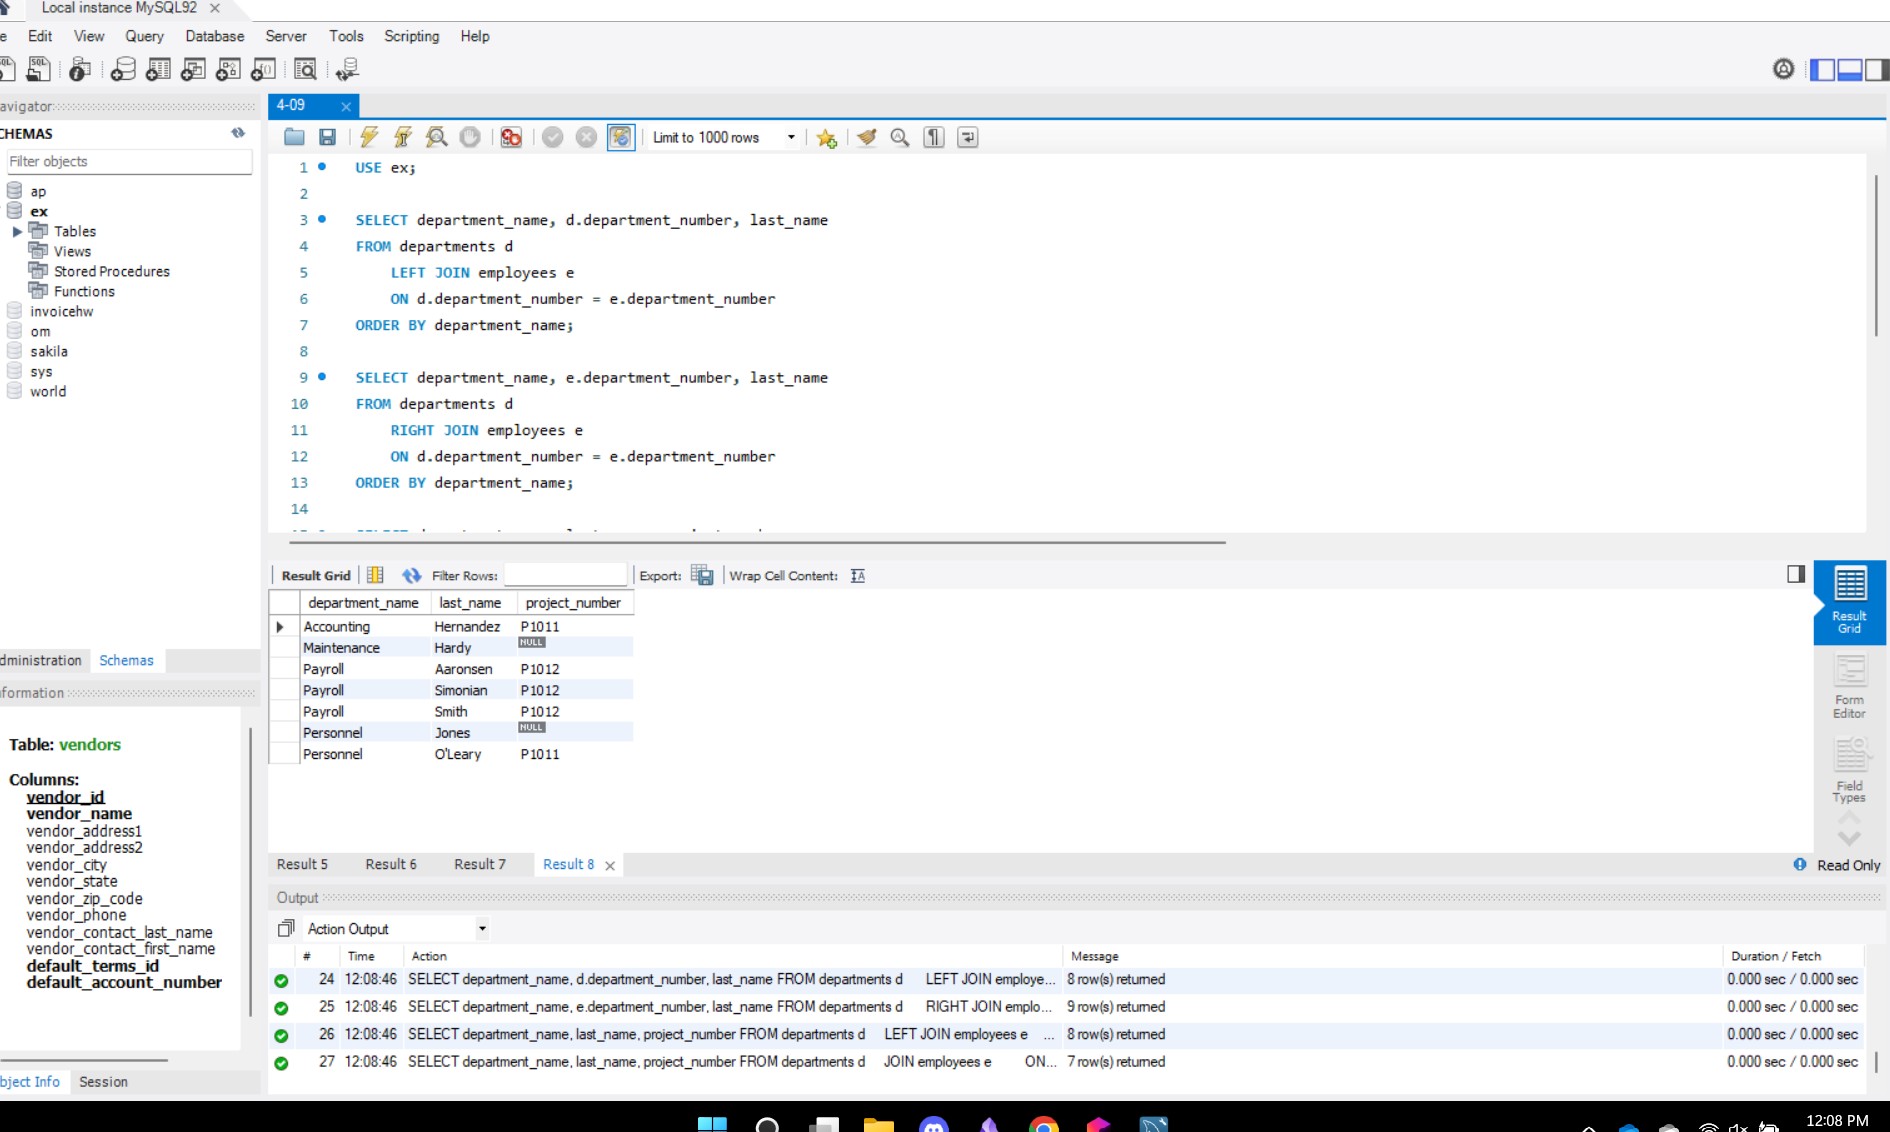 Local instance MySQL92
Edit View Query Database Server Tools Scripting Help
avigator
CHEMAS
Filter objects
ap
ex
Tables
Views
Stored Procedures
Functions
invoicehw
om
sakila
sys
world
dministration Schemas
formation
Table: vendors
Columns:
vendor_id
vendor_name
vendor_address1
vendor_address2
vendor_city
vendor_state
vendor_zip_code
vendor_phone
vendor_contact_last_name
vendor_contact_first_name
default_terms_id
default_account_number
bject Info Session
4-09
Limit to 1000 rows
1 USE ex;
2
3 SELECT department_name, d.department_number, last_name
4 FROM departments d
5 LEFT JOIN employees e
6 ON d.department_number = e.department_number
7 ORDER BY department_name;
8
9 SELECT department_name, e.department_number, last_name
10 FROM departments d
11 RIGHT JOIN employees e
12 ON d.department_number = e.department_number
13 ORDER BY department_name;
14
Result Grid Filter Rows: Export: Wrap Cell Content:
department_name last_name project_number
Accounting Hernandez P1011
Maintenance Hardy NULL
Payroll Aaronsen P1012
Payroll Simonian P1012
Payroll Smith P1012
Personnel Jones NULL
Personnel O'Leary P1011
Result
Grid
Form
Editor
Field
Types
Result 5 Result 6 Result 7 Result 8
Read Only
Output
Action Output
# Time Action Message Duration / Fetch
24 12:08:46 SELECT department_name, d.department_number, last_name FROM departments d LEFT JOIN employe... 8 row(s) returned 0.000 sec / 0.000 sec
25 12:08:46 SELECT department_name, e.department_number, last_name FROM departments d RIGHT JOIN emplo... 9 row(s) returned 0.000 sec / 0.000 sec
26 12:08:46 SELECT department_name, last_name, project_number FROM departments d LEFT JOIN employees e ... 8 row(s) returned 0.000 sec / 0.000 sec
27 12:08:46 SELECT department_name, last_name, project_number FROM departments d JOIN employees e ON... 7 row(s) returned 0.000 sec / 0.000 sec
12:08 PM